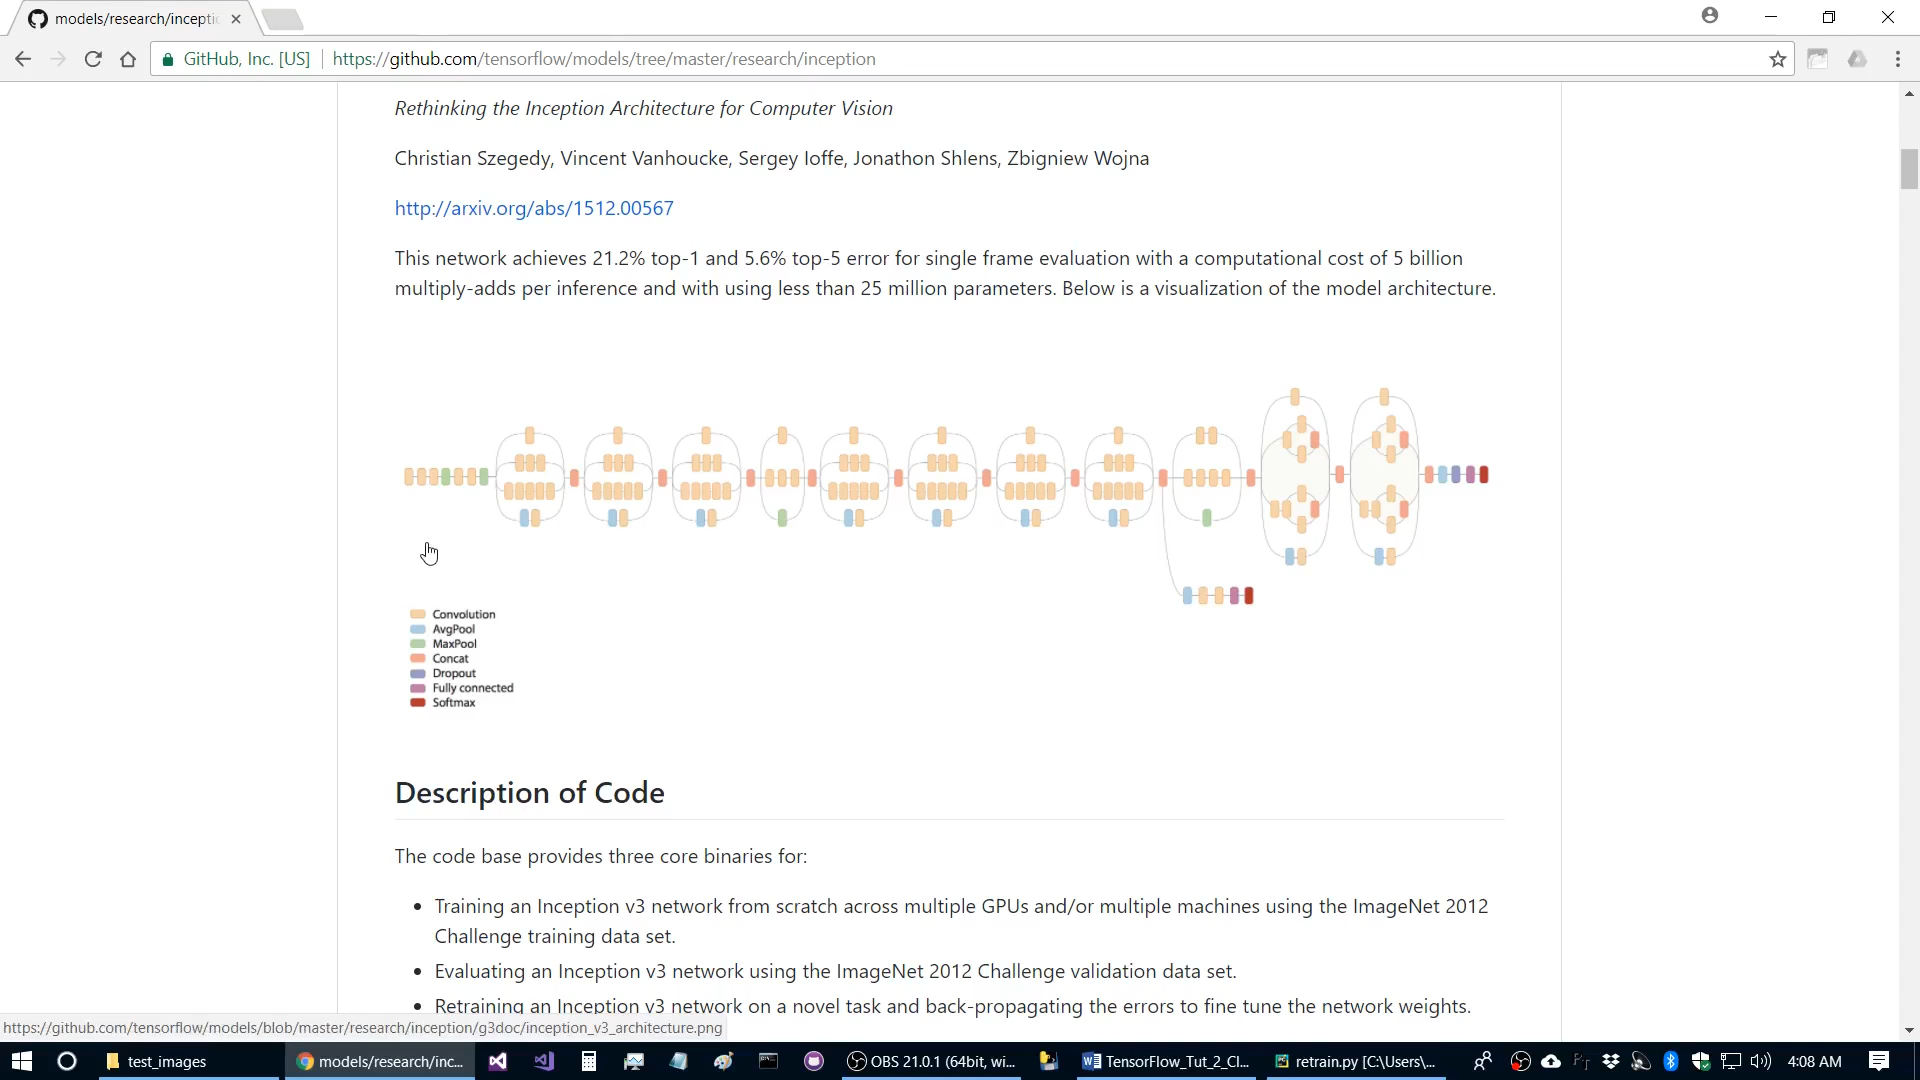 models/research/incepti
GitHub, Inc. [US] https://github.com/tensorflow/models/tree/master/research/inception
Rethinking the Inception Architecture for Computer Vision
Christian Szegedy, Vincent Vanhoucke, Sergey Ioffe, Jonathon Shlens, Zbigniew Wojna
http://arxiv.org/abs/1512.00567
This network achieves 21.2% top-1 and 5.6% top-5 error for single frame evaluation with a computational cost of 5 billion
multiply-adds per inference and with using less than 25 million parameters. Below is a visualization of the model architecture.
Convolution
AvgPool
MaxPool
Concat
Dropout
Fully connected
Softmax
Description of Code
The code base provides three core binaries for:
• Training an Inception v3 network from scratch across multiple GPUs and/or multiple machines using the ImageNet 2012
Challenge training data set.
• Evaluating an Inception v3 network using the ImageNet 2012 Challenge validation data set.
• Retraining an Inception v3 network on a novel task and back-propagating the errors to fine tune the network weights.
https://github.com/tensorflow/models/blob/master/research/inception/g3doc/inception_v3_architecture.png
test_images models/research/inc... OBS 21.0.1 (64bit, wi... TensorFlow_Tut_2_Cl... retrain.py [C:\Users\... 4:08 AM